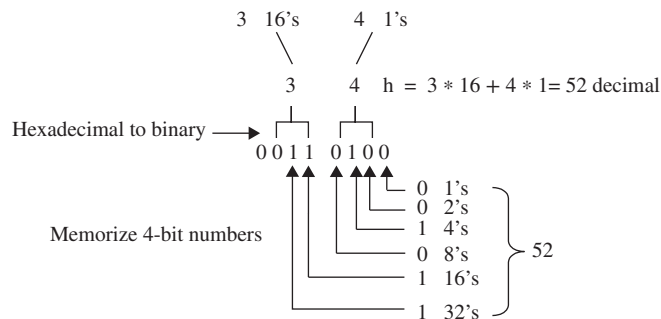 3 16's 4 1's
3 4 h = 3 * 16 + 4 * 1= 52 decimal
Hexadecimal to binary
0 0 1 1 0 1 0 0
0 1's
0 2's
Memorize 4-bit numbers 1 4's
0 8's 52
1 16's
1 32's